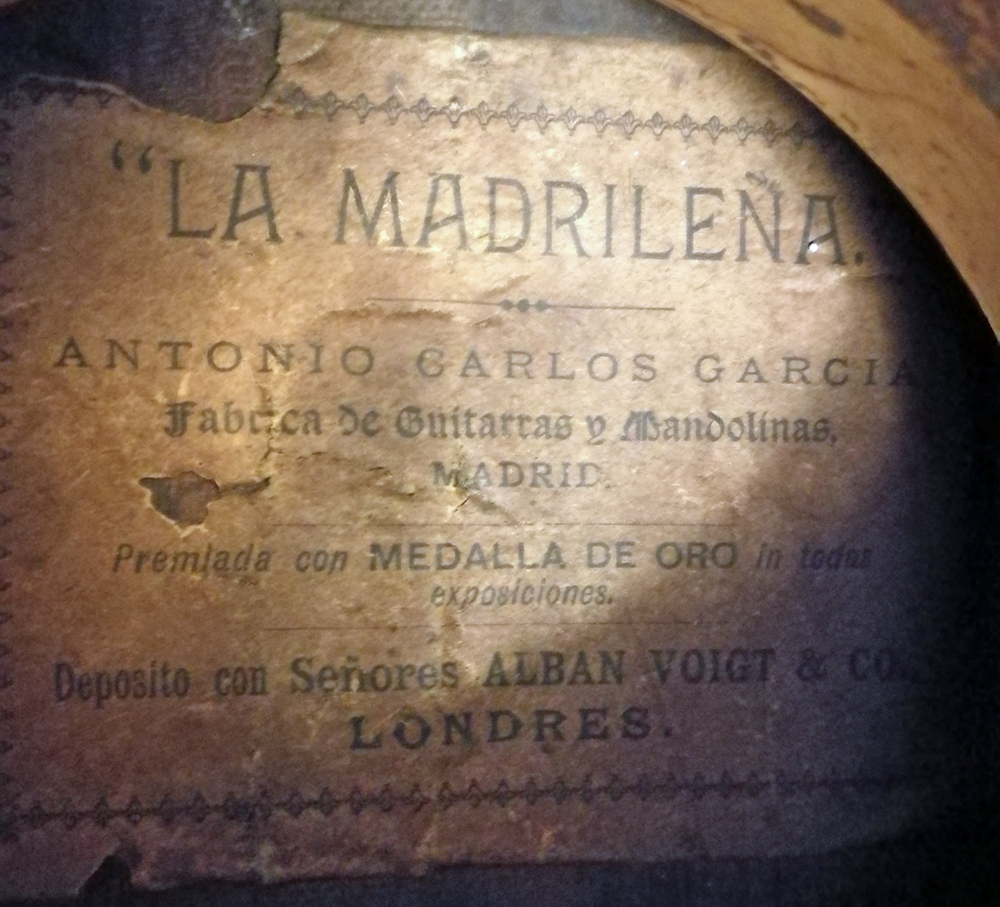 “LA MADRILEÑA.
ANTONIO CARLOS GARCIA
Fabrica de Guitarras y Mandolinas,
MADRID.
Premiada con MEDALLA DE ORO in todas
exposiciones.
Deposito con Señores ALBAN VOIGT & CO.,
LONDRES.